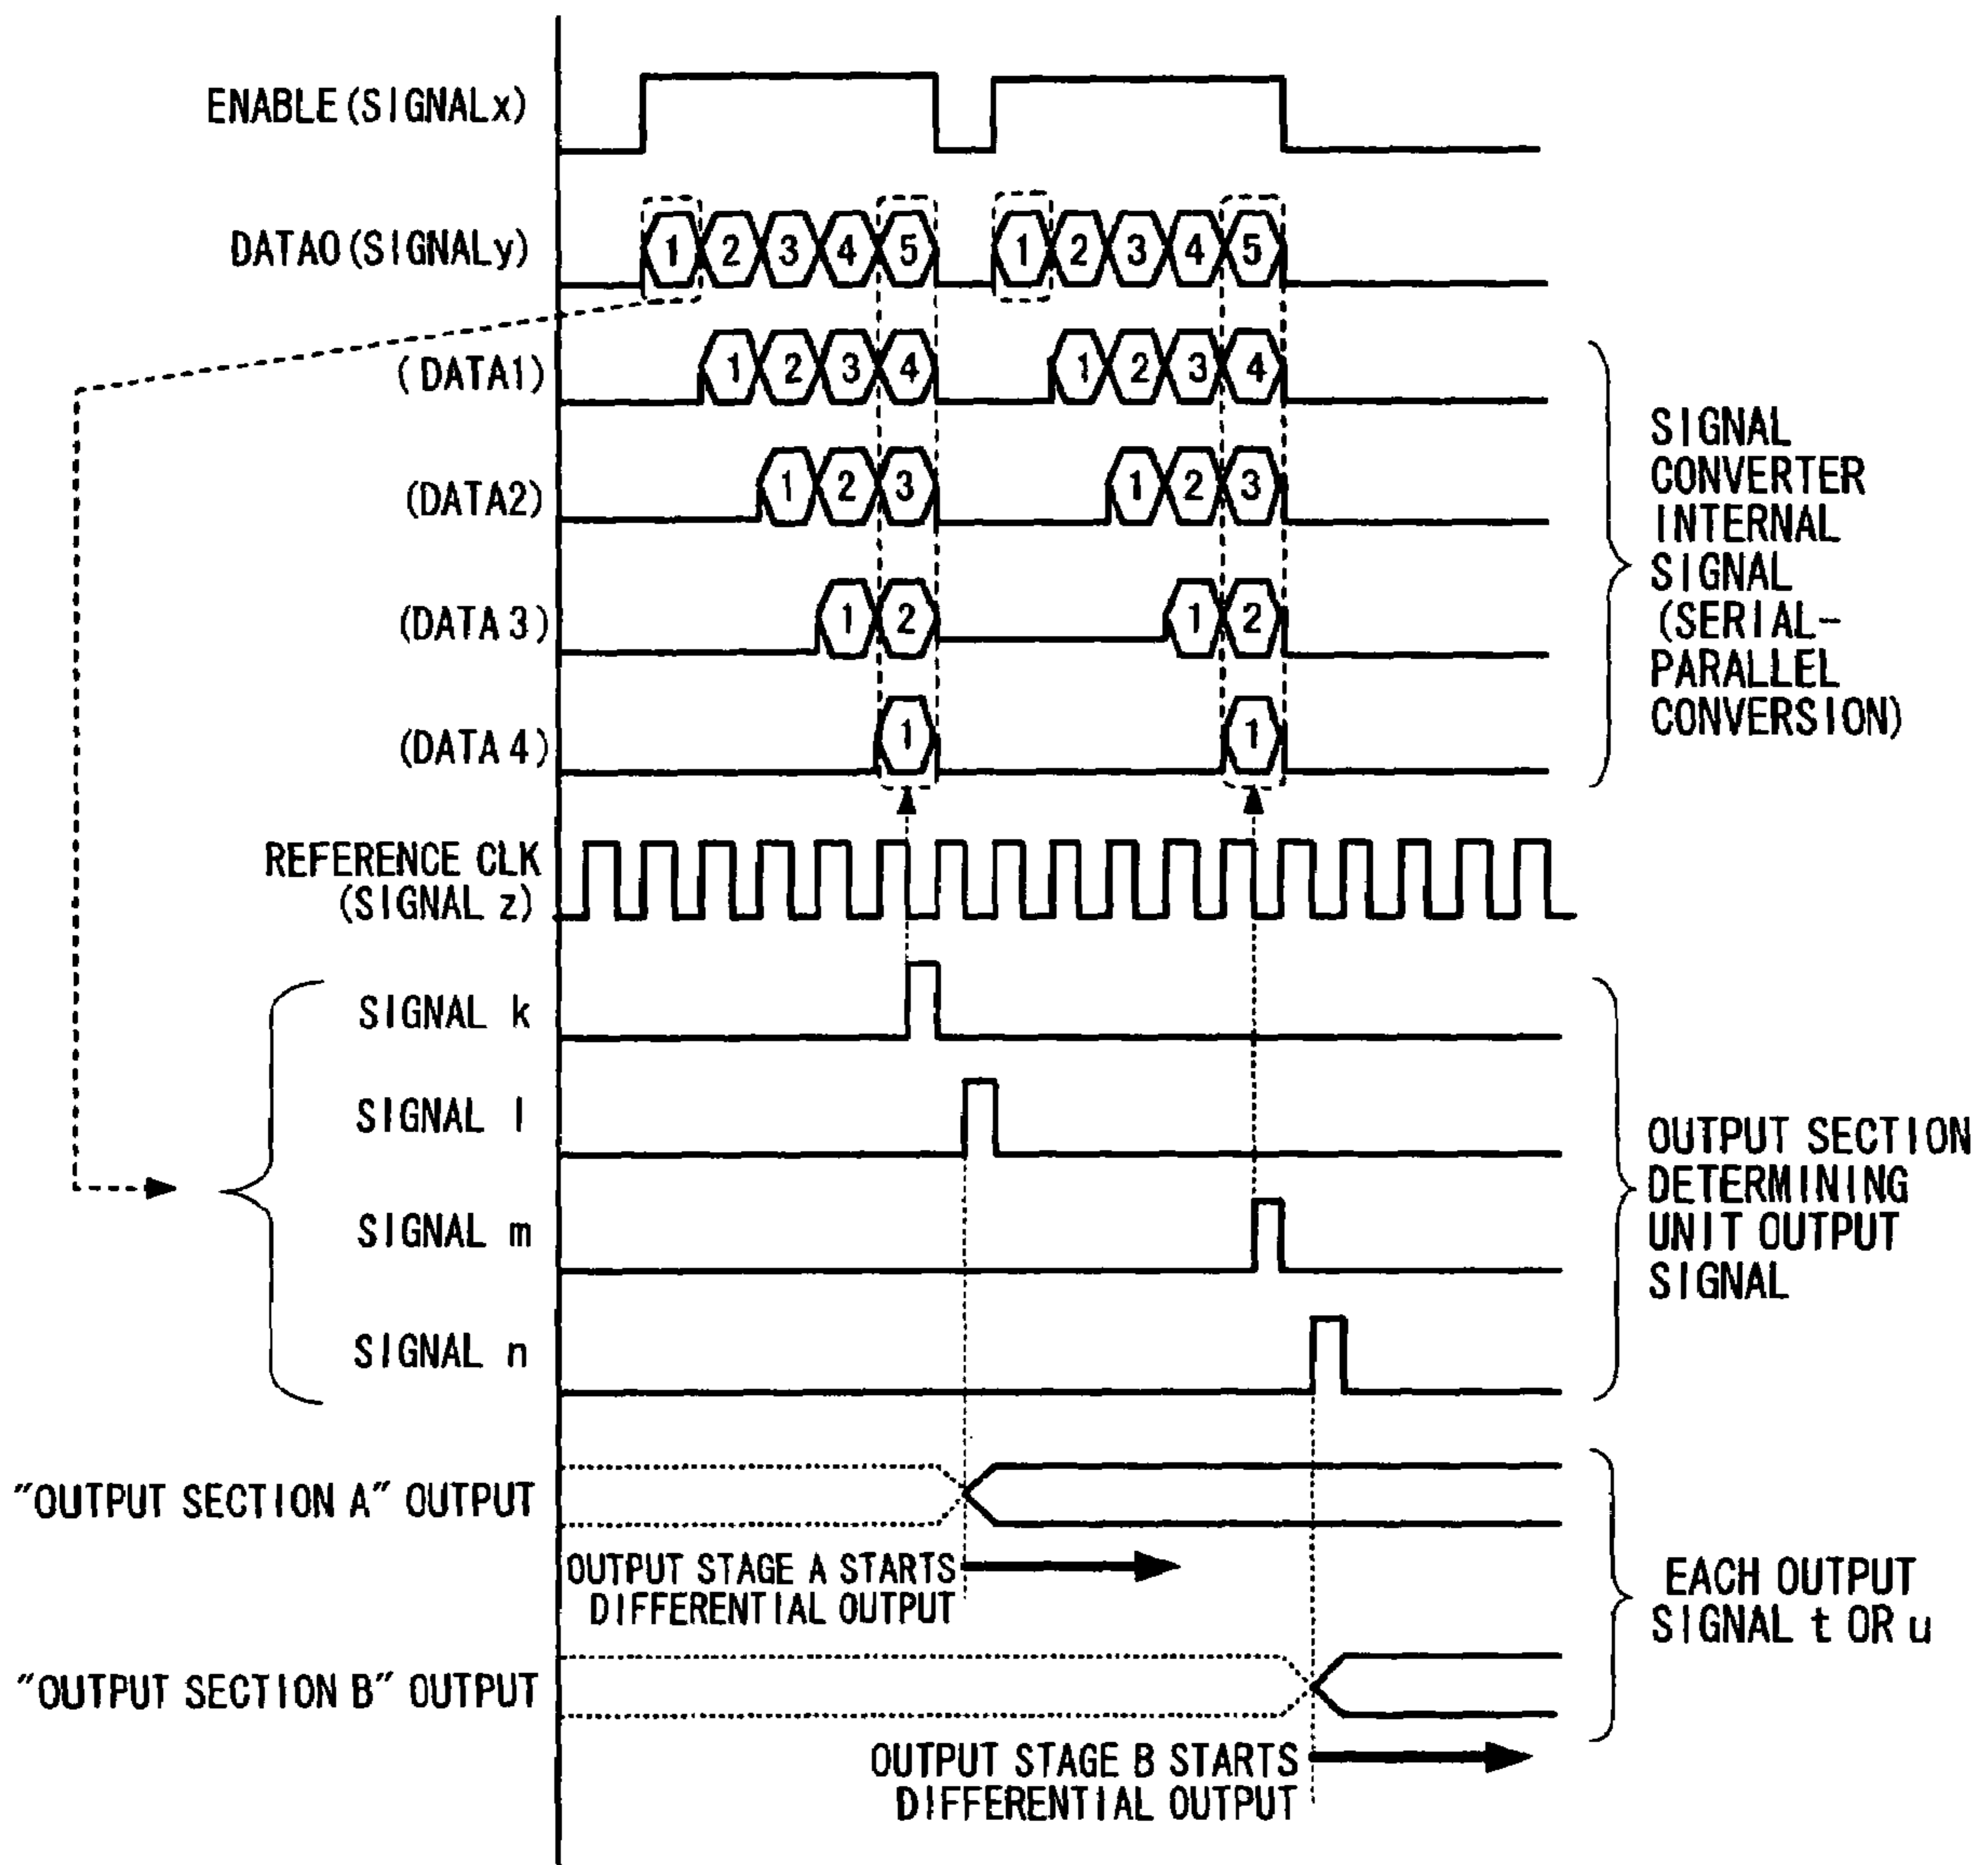 ENABLE(SIGNALx)
DATA0(SIGNALy)
1 2 3 4 5 1 2 3 4 5
(DATA1)
1 2 3 4 1 2 3 4
(DATA2)
1 2 3 1 2 3
(DATA3)
1 2 1 2
(DATA4)
1 1
SIGNAL
CONVERTER
INTERNAL
SIGNAL
(SERIAL-
PARALLEL
CONVERSION)
REFERENCE CLK
(SIGNAL z)
SIGNAL k
SIGNAL l
SIGNAL m
SIGNAL n
OUTPUT SECTION
DETERMINING
UNIT OUTPUT
SIGNAL
"OUTPUT SECTION A" OUTPUT
OUTPUT STAGE A STARTS
DIFFERENTIAL OUTPUT
"OUTPUT SECTION B" OUTPUT
OUTPUT STAGE B STARTS
DIFFERENTIAL OUTPUT
EACH OUTPUT
SIGNAL t OR u